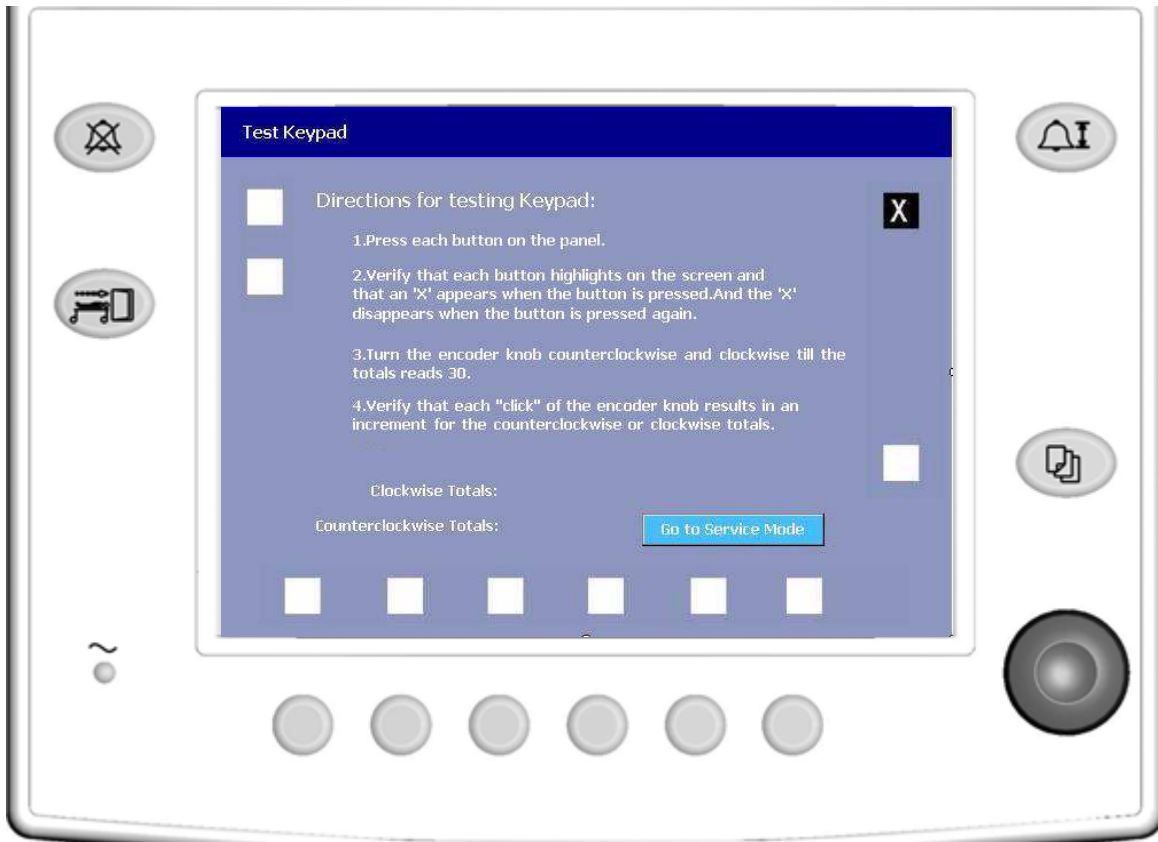 Test Keypad
Directions for testing Keypad:
X
1.Press each button on the panel.
2.Verify that each button highlights on the screen and
that an 'X' appears when the button is pressed.And the 'X'
disappears when the button is pressed again.
3.Turn the encoder knob counterclockwise and clockwise till the
totals reads 30.
4.Verify that each "click" of the encoder knob results in an
increment for the counterclockwise or clockwise totals.
Clockwise Totals:
Counterclockwise Totals:
Go to Service Mode